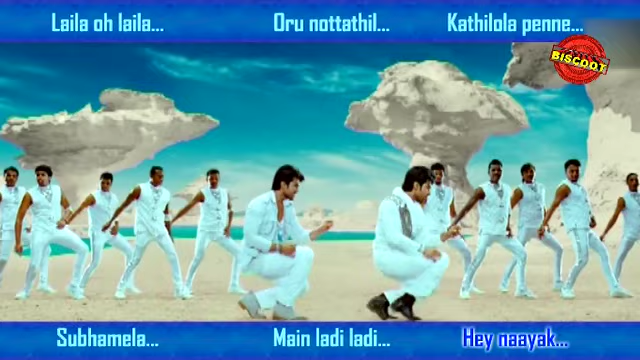 Laila oh laila...
Oru nottathil...
Kathilola penne...
BISCOOT
Subhamela...
Main ladi ladi...
Hey naayak...